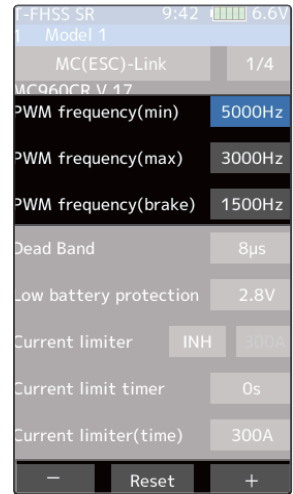 T-FHSS SR 9:42 6.6V
1 Model 1
MC(ESC)-Link 1/4
MC960CR V 17
PWM frequency(min) 5000Hz
PWM frequency(max) 3000Hz
PWM frequency(brake) 1500Hz
Dead Band 8µs
Low battery protection 2.8V
Current limiter INH 300A
Current limit timer 0s
Current limiter(time) 300A
− Reset +